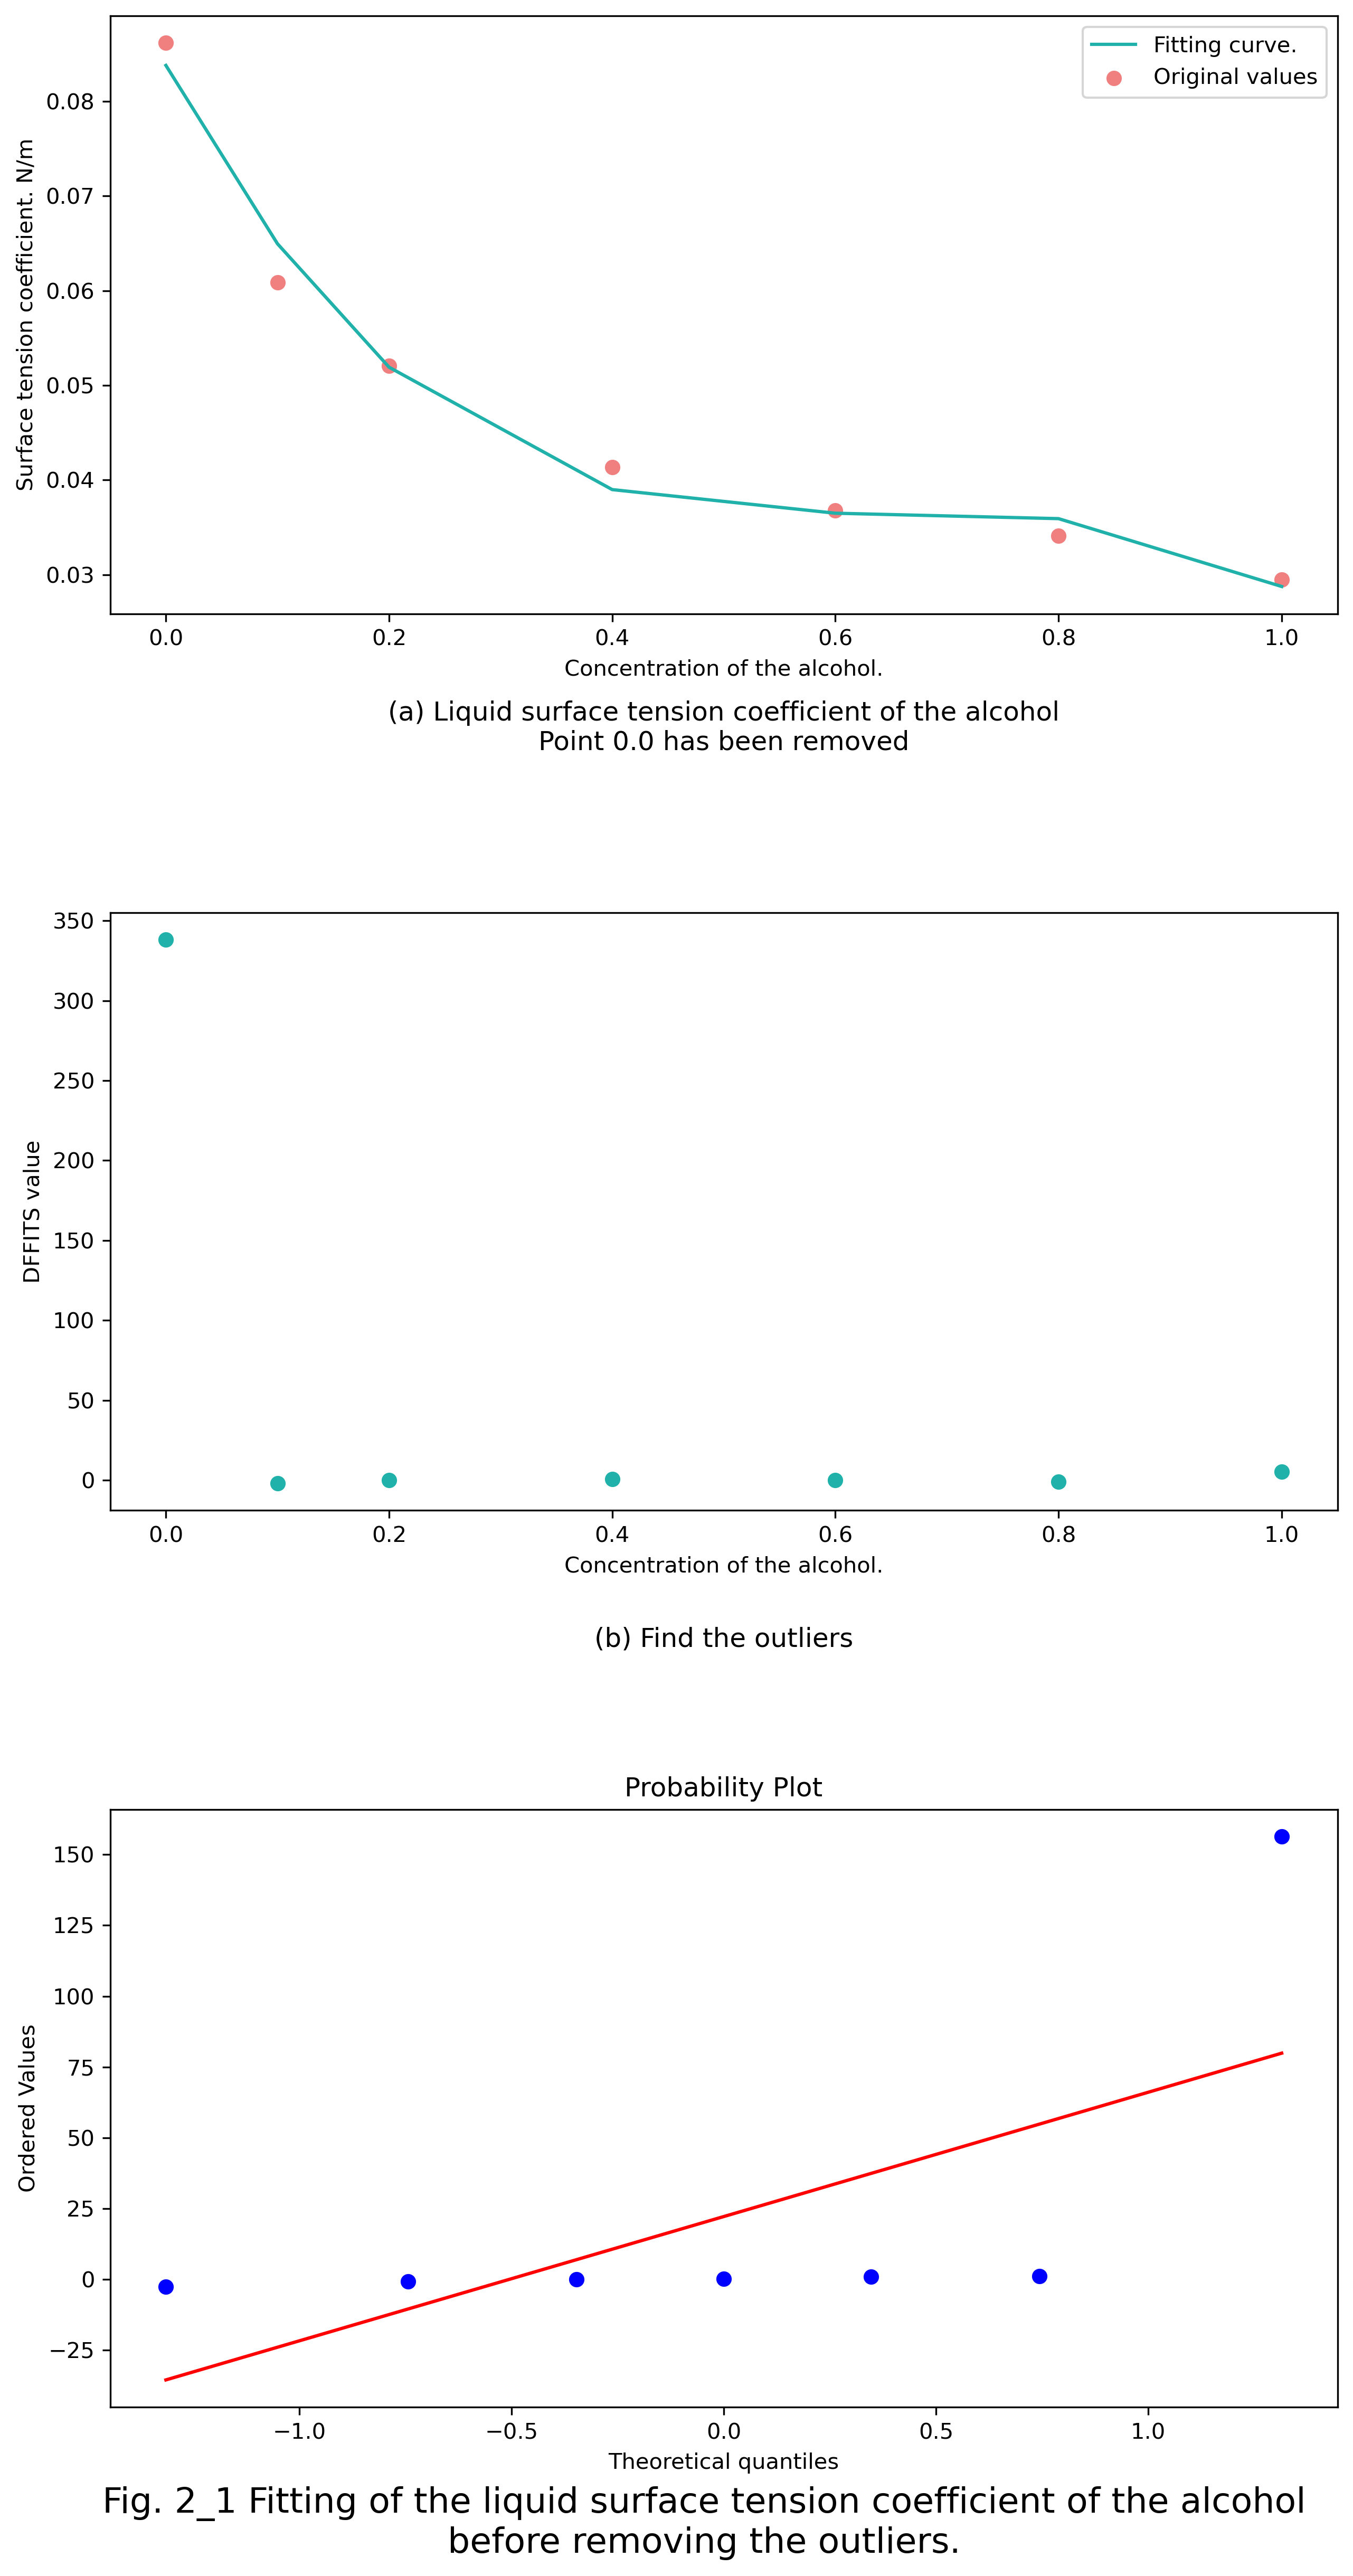 Fitting curve.
Original values
0.08
0.07
0.06
0.05
0.04
0.03
Surface tension coefficient. N/m
0.0 0.2 0.4 0.6 0.8 1.0
Concentration of the alcohol.
(a) Liquid surface tension coefficient of the alcohol
Point 0.0 has been removed
350
300
250
200
150
100
50
0
DFFITS value
0.0 0.2 0.4 0.6 0.8 1.0
Concentration of the alcohol.
(b) Find the outliers
Probability Plot
150
125
100
75
50
25
0
−25
Ordered Values
−1.0 −0.5 0.0 0.5 1.0
Theoretical quantiles
Fig. 2_1 Fitting of the liquid surface tension coefficient of the alcohol
before removing the outliers.